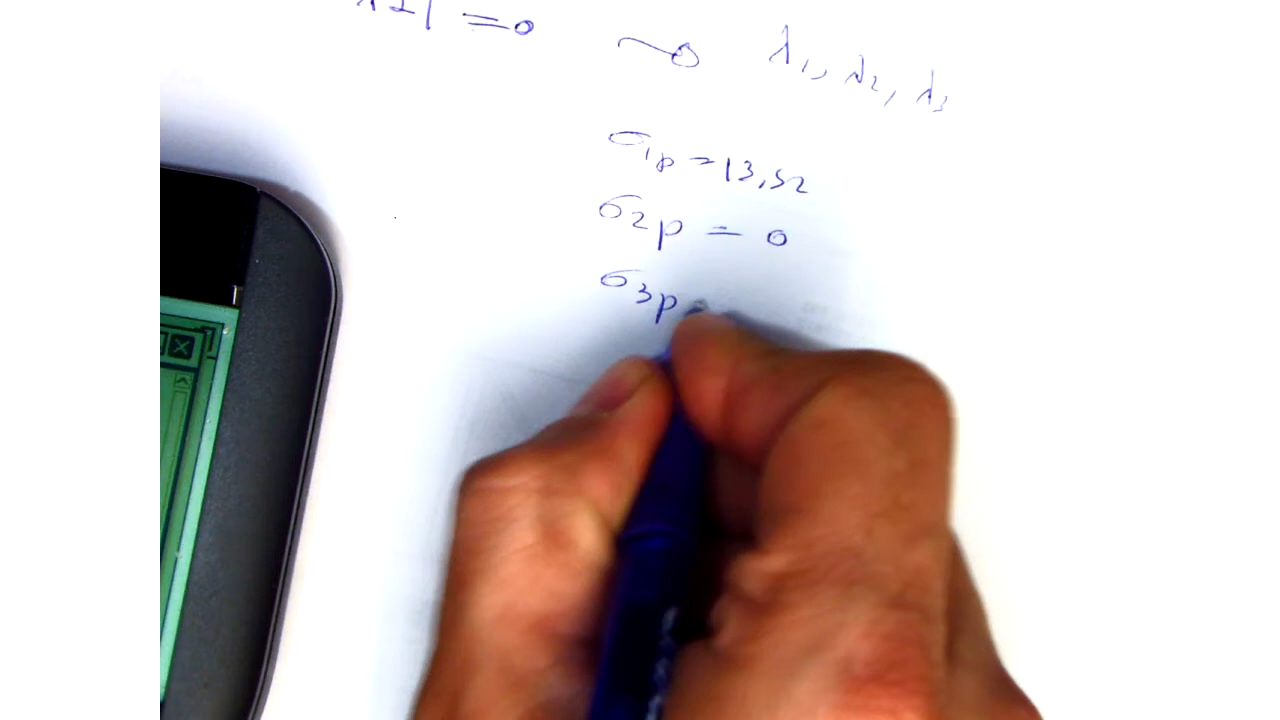 λI| = 0 → λ1, λ2, λ3
σ1p = 13,52
σ2p = 0
σ3p